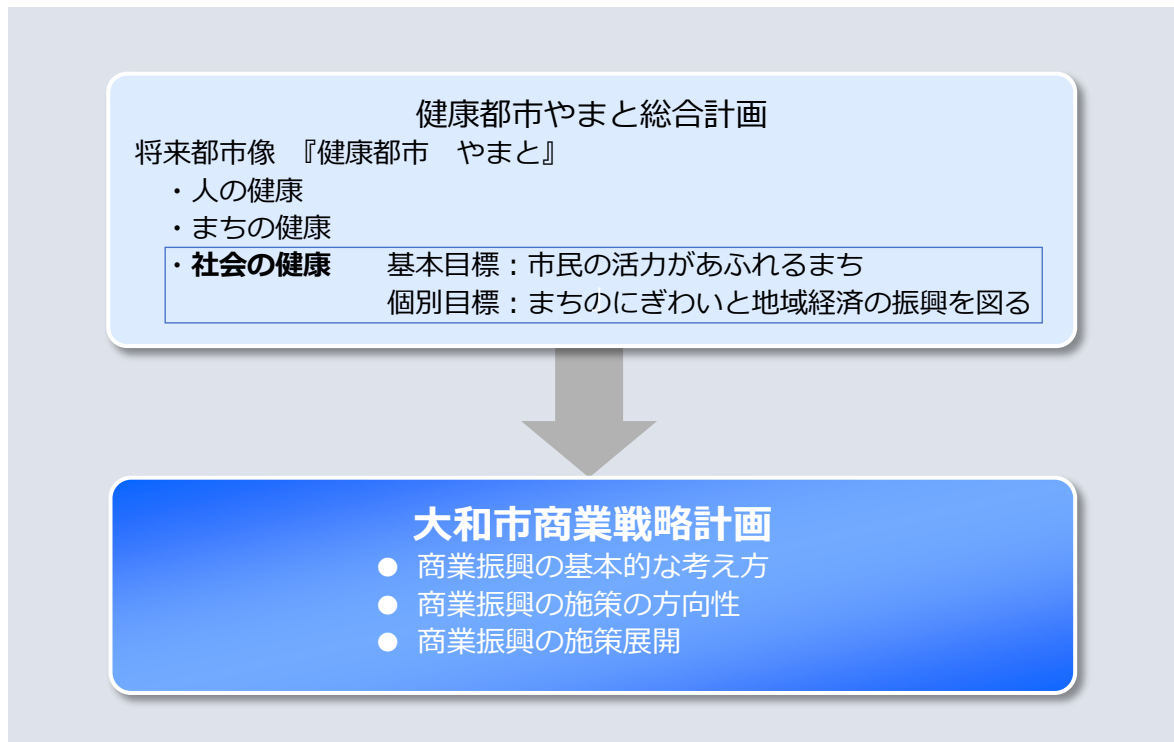 健康都市やまと総合計画
将来都市像 『健康都市 やまと』
・人の健康
・まちの健康
・社会の健康 基本目標：市民の活力があふれるまち
個別目標：まちのにぎわいと地域経済の振興を図る
大和市商業戦略計画
● 商業振興の基本的な考え方
● 商業振興の施策の方向性
● 商業振興の施策展開